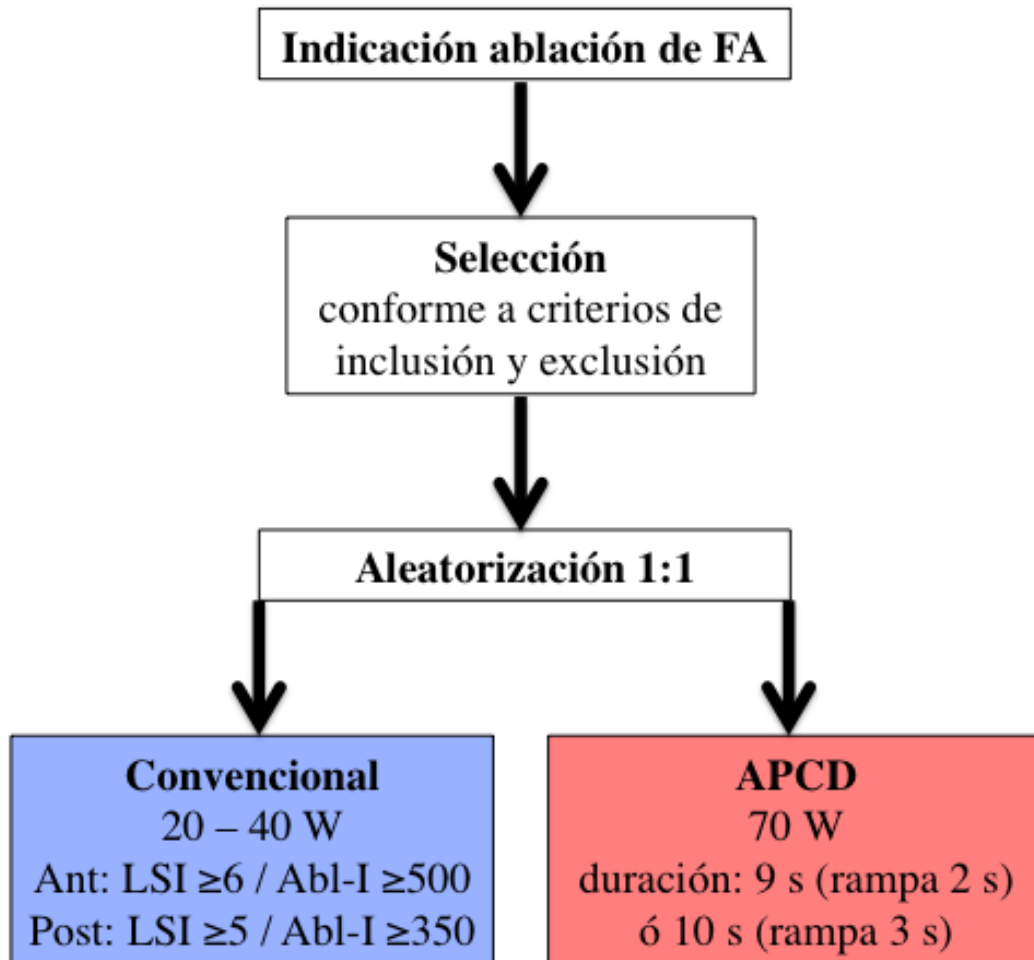 Indicación ablación de FA
Selección
conforme a criterios de
inclusión y exclusión
Aleatorización 1:1
Convencional
20 – 40 W
Ant: LSI ≥6 / Abl-I ≥500
Post: LSI ≥5 / Abl-I ≥350
APCD
70 W
duración: 9 s (rampa 2 s)
ó 10 s (rampa 3 s)